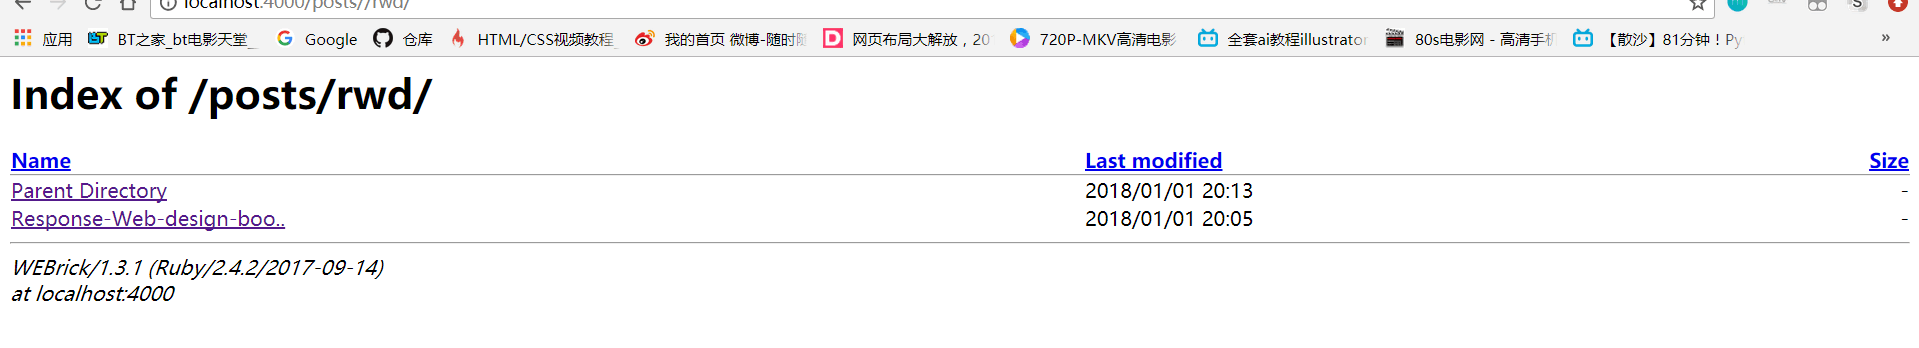 localhost:4000/posts//rwd/
应用 BT之家_bt电影天堂_ Google 仓库 HTML/CSS视频教程_ 我的首页 微博-随时随 网页布局大解放，20 720P-MKV高清电影 全套ai教程illustrator 80s电影网 - 高清手机 【散沙】81分钟！Py »
Index of /posts/rwd/
Name Last modified Size
Parent Directory 2018/01/01 20:13 -
Response-Web-design-boo.. 2018/01/01 20:05 -
WEBrick/1.3.1 (Ruby/2.4.2/2017-09-14)
at localhost:4000